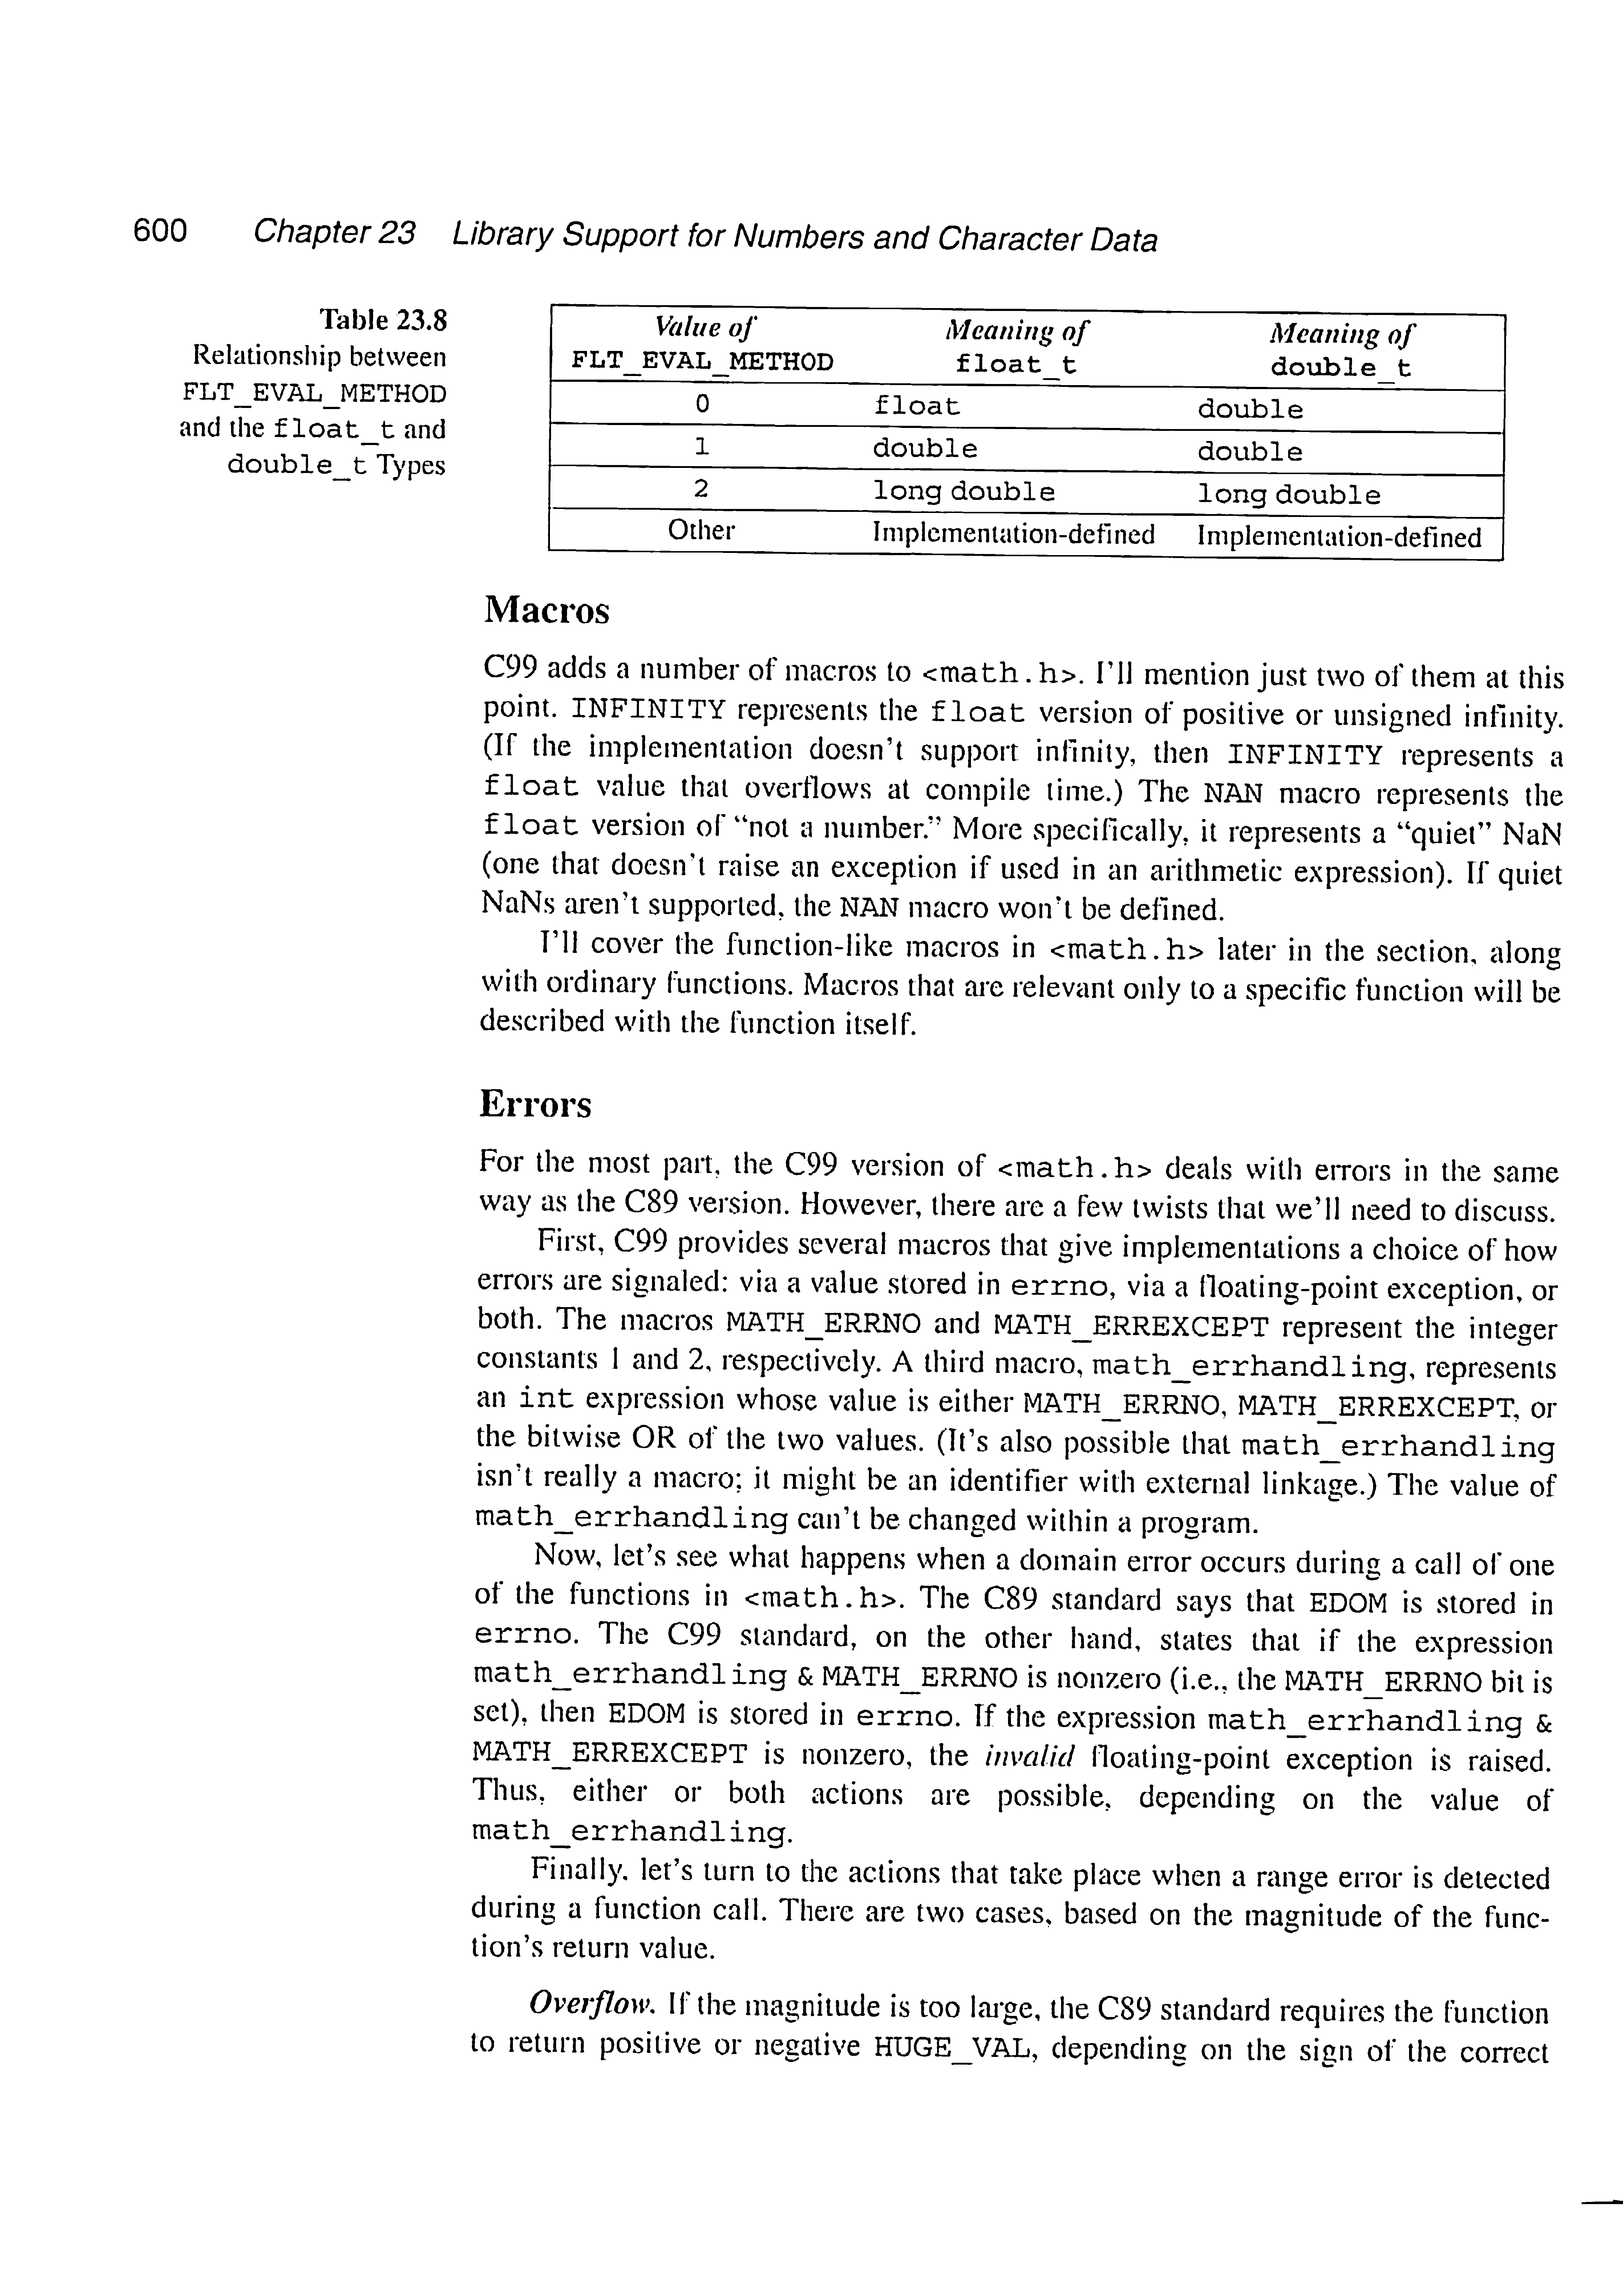 600 Chapter 23 Library Support for Numbers and Character Data
Table 23.8
Relationship between
FLT_EVAL_METHOD
and the float_t and
double_t Types
Value of Meaning of Meaning of
FLT_EVAL_METHOD float_t double_t
0 float double
1 double double
2 long double long double
Other Implementation-defined Implementation-defined
Macros
C99 adds a number of macros to <math.h>. I'll mention just two of them at this
point. INFINITY represents the float version of positive or unsigned infinity.
(If the implementation doesn't support infinity, then INFINITY represents a
float value that overflows at compile time.) The NAN macro represents the
float version of “not a number.” More specifically, it represents a “quiet” NaN
(one that doesn't raise an exception if used in an arithmetic expression). If quiet
NaNs aren't supported, the NAN macro won't be defined.
I'll cover the function-like macros in <math.h> later in the section, along
with ordinary functions. Macros that are relevant only to a specific function will be
described with the function itself.
Errors
For the most part, the C99 version of <math.h> deals with errors in the same
way as the C89 version. However, there are a few twists that we'll need to discuss.
First, C99 provides several macros that give implementations a choice of how
errors are signaled: via a value stored in errno, via a floating-point exception, or
both. The macros MATH_ERRNO and MATH_ERREXCEPT represent the integer
constants 1 and 2, respectively. A third macro, math_errhandling, represents
an int expression whose value is either MATH_ERRNO, MATH_ERREXCEPT, or
the bitwise OR of the two values. (It's also possible that math_errhandling
isn't really a macro; it might be an identifier with external linkage.) The value of
math_errhandling can't be changed within a program.
Now, let's see what happens when a domain error occurs during a call of one
of the functions in <math.h>. The C89 standard says that EDOM is stored in
errno. The C99 standard, on the other hand, states that if the expression
math_errhandling & MATH_ERRNO is nonzero (i.e., the MATH_ERRNO bit is
set), then EDOM is stored in errno. If the expression math_errhandling &
MATH_ERREXCEPT is nonzero, the invalid floating-point exception is raised.
Thus, either or both actions are possible, depending on the value of
math_errhandling.
Finally, let's turn to the actions that take place when a range error is detected
during a function call. There are two cases, based on the magnitude of the func-
tion's return value.
Overflow. If the magnitude is too large, the C89 standard requires the function
to return positive or negative HUGE_VAL, depending on the sign of the correct